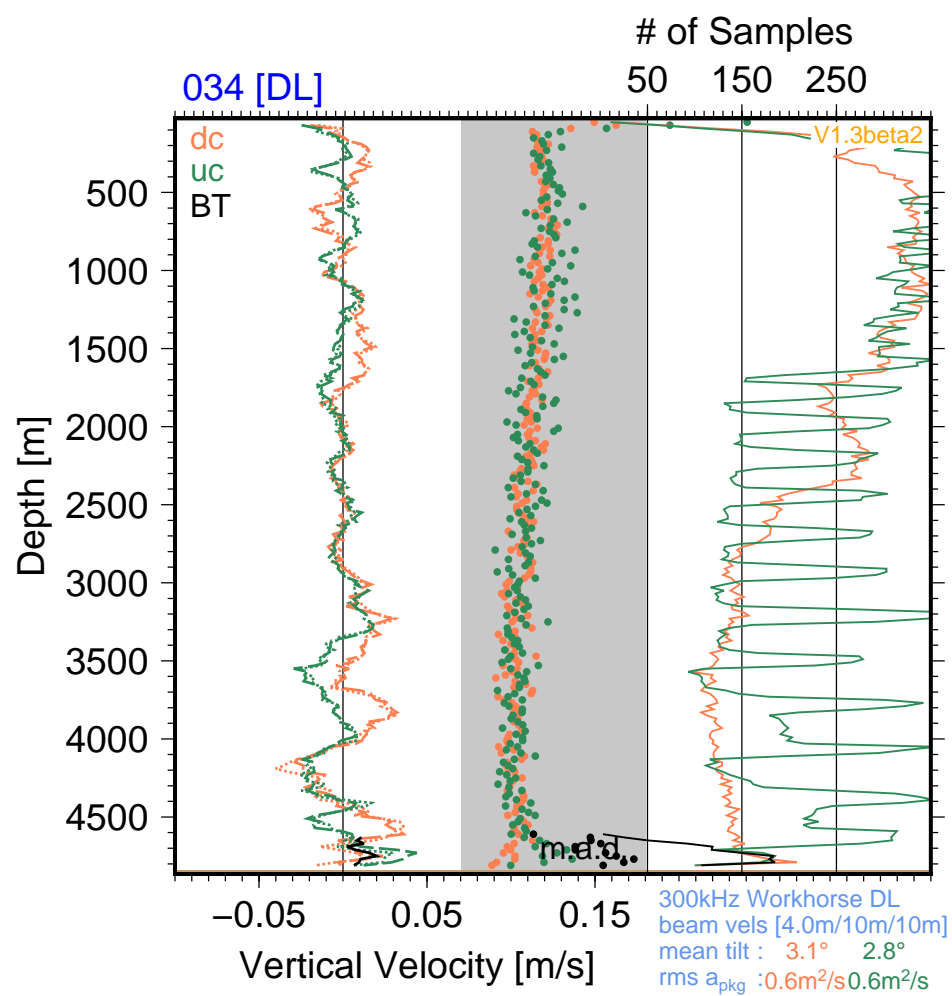 # of Samples
50 150 250
034 [DL]
dc
uc
BT
V1.3beta2
500
1000
1500
2000
2500
3000
3500
4000
4500
Depth [m]
m.a.d
−0.05 0.05 0.15
Vertical Velocity [m/s]
300kHz Workhorse DL
beam vels [4.0m/10m/10m]
mean tilt : 3.1° 2.8°
rms a_pkg :0.6m²/s 0.6m²/s